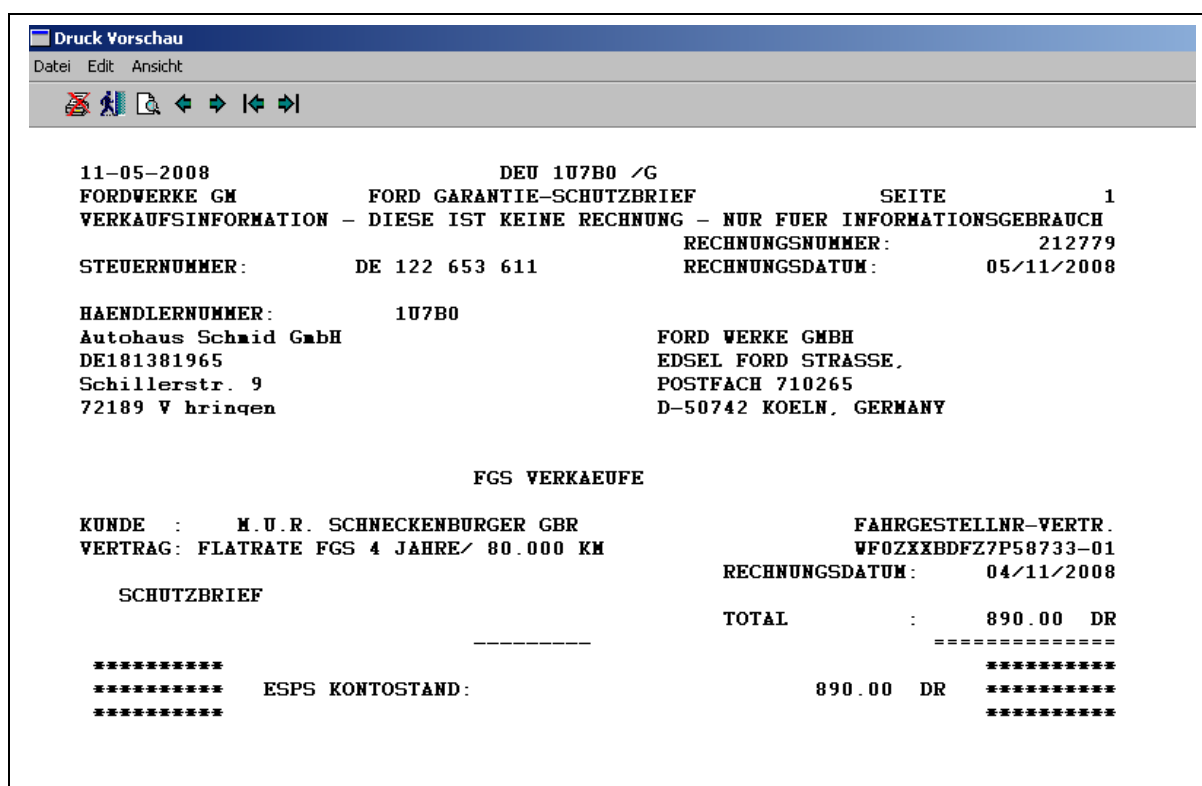 Druck Vorschau
Datei Edit Ansicht
11-05-2008 DEU 1U7B0 /G
FORDWERKE GM FORD GARANTIE-SCHUTZBRIEF SEITE 1
VERKAUFSINFORMATION - DIESE IST KEINE RECHNUNG - NUR FUER INFORMATIONSGEBRAUCH
RECHNUNGSNUMMER: 212779
STEUERNUMMER: DE 122 653 611 RECHNUNGSDATUM: 05/11/2008
HAENDLERNUMMER: 1U7B0
Autohaus Schmid GmbH FORD WERKE GMBH
DE181381965 EDSEL FORD STRASSE,
Schillerstr. 9 POSTFACH 710265
72189 V hringen D-50742 KOELN, GERMANY
FGS VERKAEUFE
KUNDE : M.U.R. SCHNECKENBURGER GBR FAHRGESTELLNR-VERTR.
VERTRAG: FLATRATE FGS 4 JAHRE/ 80.000 KM WF0ZXXBDFZ7P58733-01
RECHNUNGSDATUM: 04/11/2008
SCHUTZBRIEF
TOTAL : 890.00 DR
--------- ==============
********** **********
********** ESPS KONTOSTAND: 890.00 DR **********
********** **********